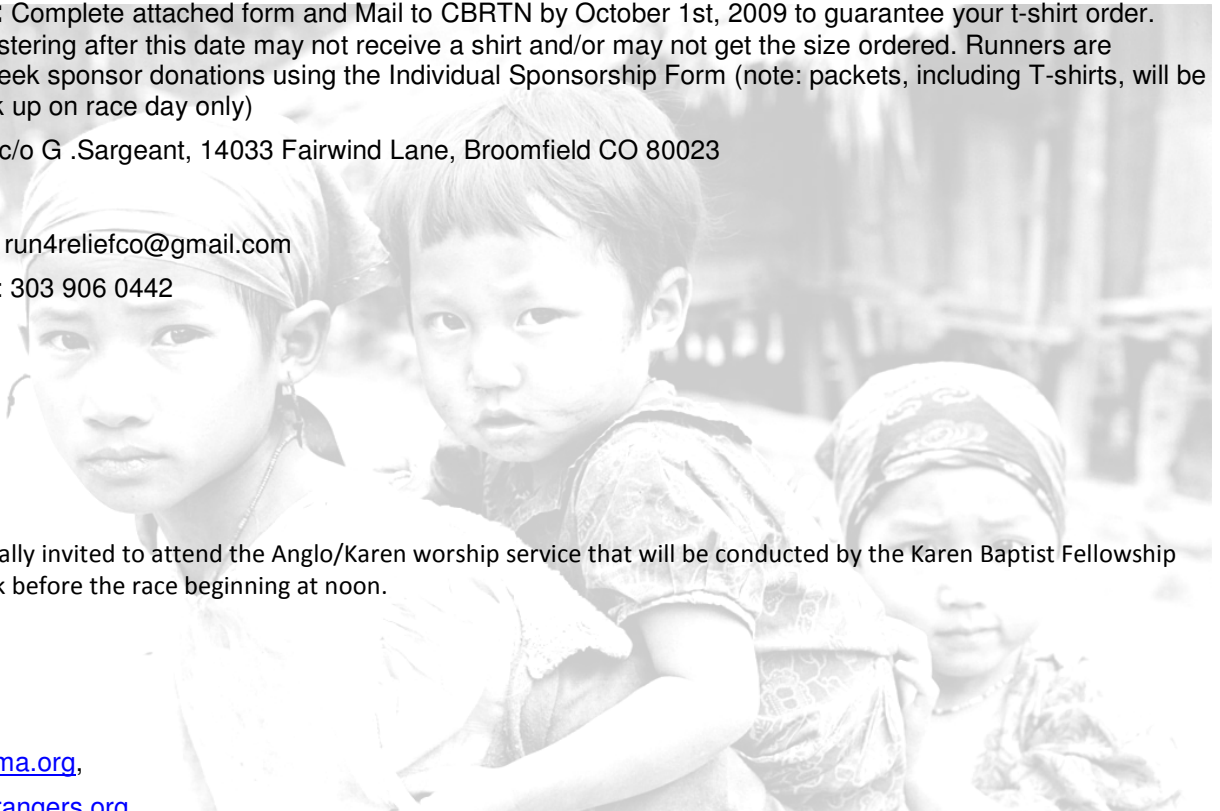 : Complete attached form and Mail to CBRTN by October 1st, 2009 to guarantee your t-shirt order.
stering after this date may not receive a shirt and/or may not get the size ordered. Runners are
eek sponsor donations using the Individual Sponsorship Form (note: packets, including T-shirts, will be
k up on race day only)
c/o G .Sargeant, 14033 Fairwind Lane, Broomfield CO 80023
run4reliefco@gmail.com
: 303 906 0442
ally invited to attend the Anglo/Karen worship service that will be conducted by the Karen Baptist Fellowship
k before the race beginning at noon.
ma.org,
rangers.org